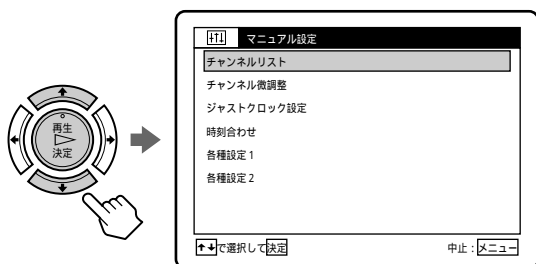 再生
決定
マニュアル設定
チャンネルリスト
チャンネル微調整
ジャストクロック設定
時刻合わせ
各種設定1
各種設定2
↑↓で選択して決定
中止：メニュー